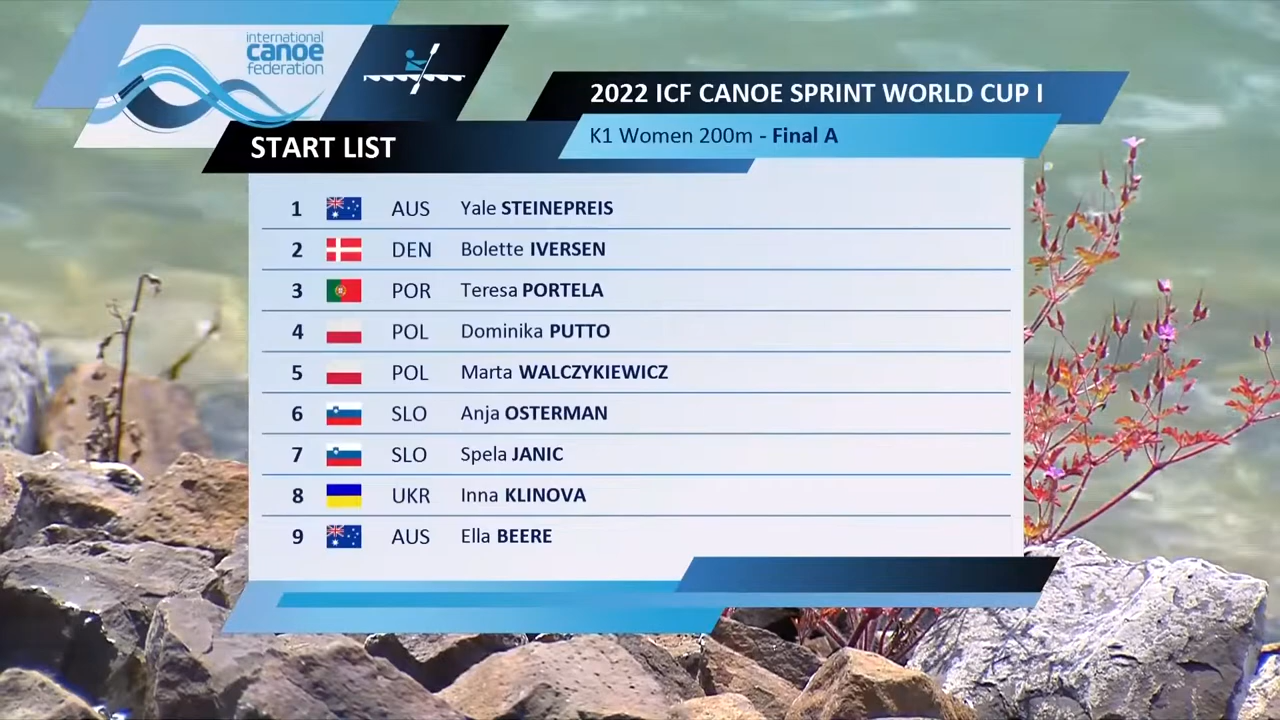 international
canoe
federation
2022 ICF CANOE SPRINT WORLD CUP I
K1 Women 200m - Final A
START LIST
1 AUS Yale STEINEPREIS
2 DEN Bolette IVERSEN
3 POR Teresa PORTELA
4 POL Dominika PUTTO
5 POL Marta WALCZYKIEWICZ
6 SLO Anja OSTERMAN
7 SLO Spela JANIC
8 UKR Inna KLINOVA
9 AUS Ella BEERE